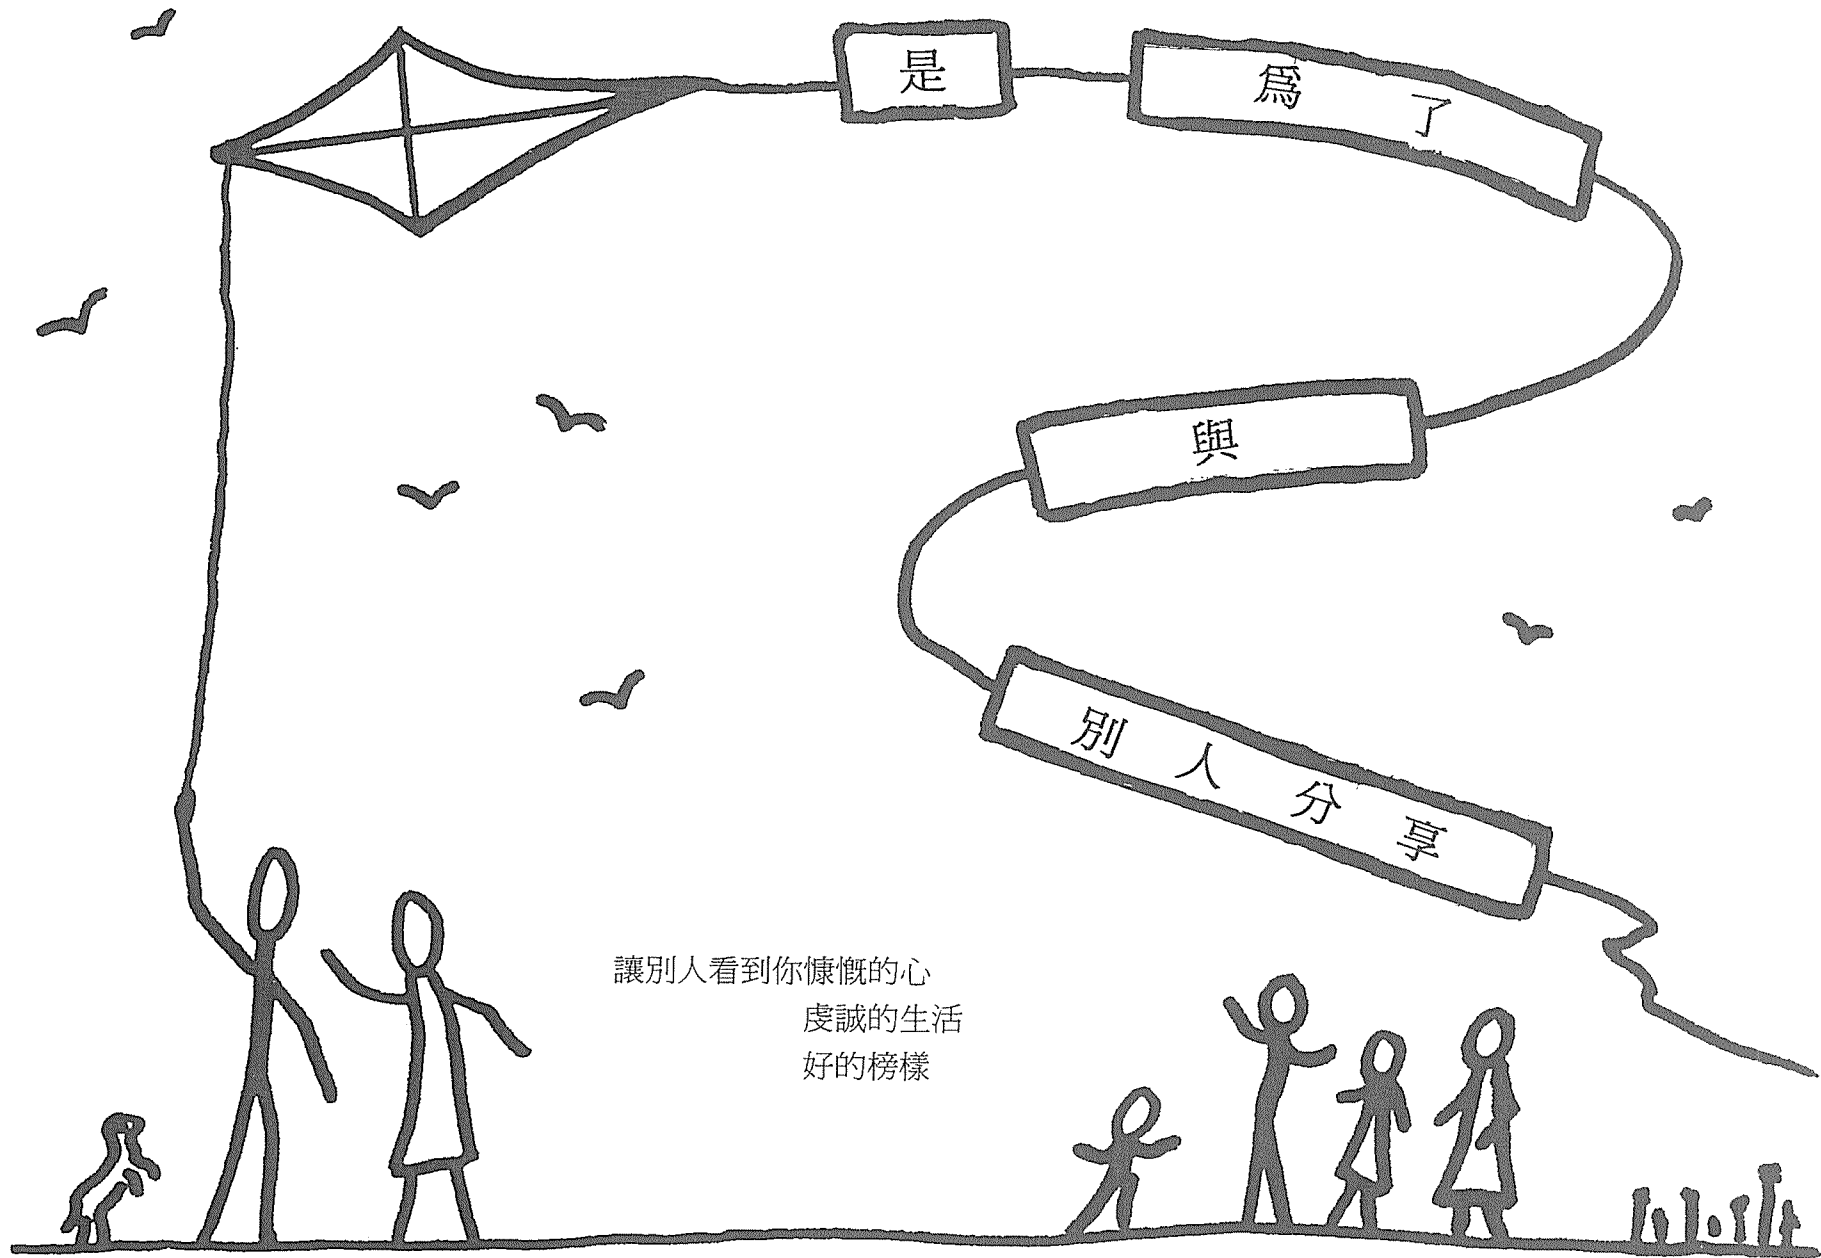 是
爲了
與
別人分享
讓別人看到你慷慨的心
虔誠的生活
好的榜樣